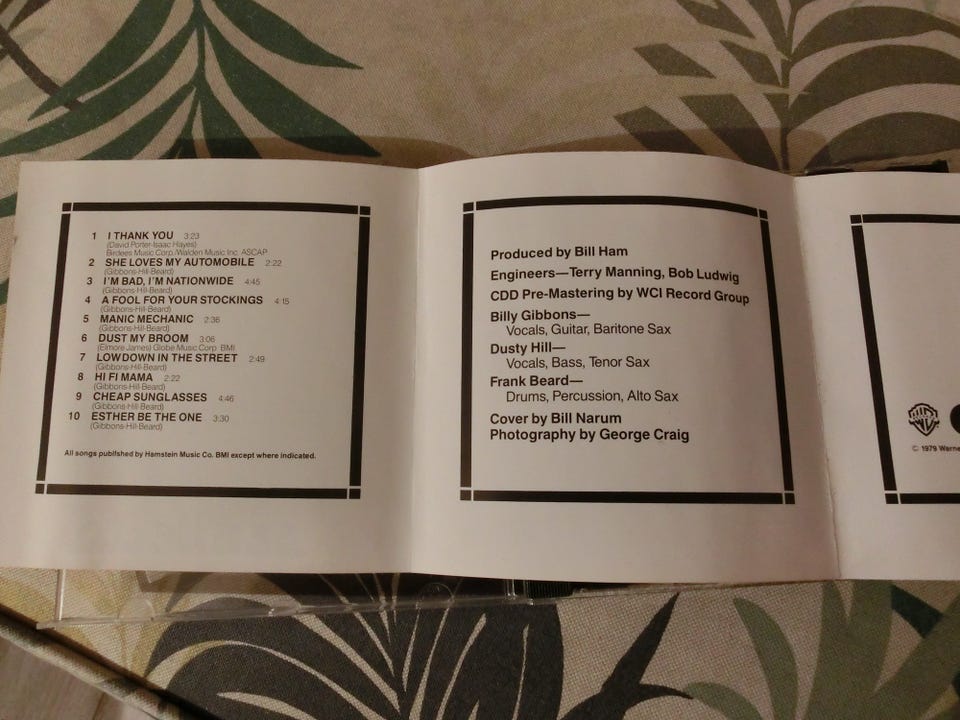 1 I THANK YOU 3:23
(David Porter-Isaac Hayes)
Birdees Music Corp./Walden Music Inc. ASCAP
2 SHE LOVES MY AUTOMOBILE 2:22
(Gibbons-Hill-Beard)
3 I'M BAD, I'M NATIONWIDE 4:45
(Gibbons-Hill-Beard)
4 A FOOL FOR YOUR STOCKINGS 4:15
(Gibbons-Hill-Beard)
5 MANIC MECHANIC 2:36
(Gibbons-Hill-Beard)
6 DUST MY BROOM 3:06
(Elmore James) Globe Music Corp BMI
7 LOWDOWN IN THE STREET 2:49
(Gibbons-Hill-Beard)
8 HI FI MAMA 2:22
(Gibbons-Hill-Beard)
9 CHEAP SUNGLASSES 4:46
(Gibbons-Hill-Beard)
10 ESTHER BE THE ONE 3:30
(Gibbons-Hill-Beard)
All songs published by Hamstein Music Co. BMI except where indicated.
Produced by Bill Ham
Engineers—Terry Manning, Bob Ludwig
CDD Pre-Mastering by WCI Record Group
Billy Gibbons—
Vocals, Guitar, Baritone Sax
Dusty Hill—
Vocals, Bass, Tenor Sax
Frank Beard—
Drums, Percussion, Alto Sax
Cover by Bill Narum
Photography by George Craig
© 1979 Warne